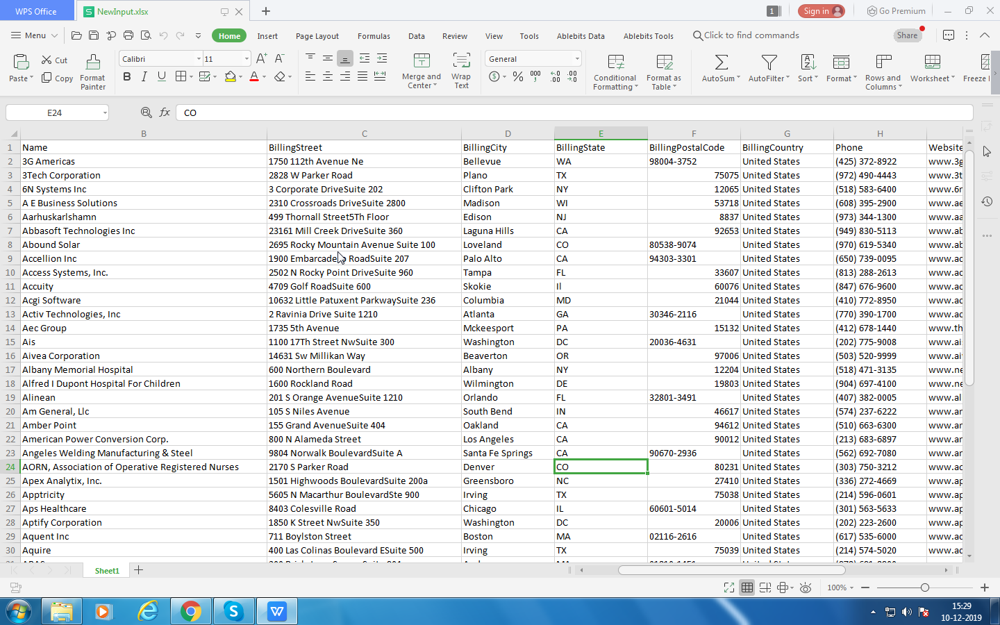 WPS Office NewInput.xlsx 1 Sign in Go Premium
Menu Home Insert Page Layout Formulas Data Review View Tools Ablebits Data Ablebits Tools Click to find commands Share
Paste Cut Copy Format Painter Calibri 11 A+ A- B I U A Merge and Center Wrap Text General $ % 000 Conditional Formatting Format as Table AutoSum AutoFilter Sort Format Rows and Columns Worksheet Freeze
E24 fx CO
B C D E F G H
1 Name BillingStreet BillingCity BillingState BillingPostalCode BillingCountry Phone Website
2 3G Americas 1750 112th Avenue Ne Bellevue WA 98004-3752 United States (425) 372-8922 www.3g
3 3Tech Corporation 2828 W Parker Road Plano TX 75075 United States (972) 490-4443 www.3t
4 6N Systems Inc 3 Corporate DriveSuite 202 Clifton Park NY 12065 United States (518) 583-6400 www.6n
5 A E Business Solutions 2310 Crossroads DriveSuite 2800 Madison WI 53718 United States (608) 395-2900 www.ae
6 Aarhuskarlshamn 499 Thornall Street5Th Floor Edison NJ 8837 United States (973) 344-1300 www.aa
7 Abbasoft Technologies Inc 23161 Mill Creek DriveSuite 360 Laguna Hills CA 92653 United States (949) 830-5113 www.ab
8 Abound Solar 2695 Rocky Mountain Avenue Suite 100 Loveland CO 80538-9074 United States (970) 619-5340 www.ab
9 Accellion Inc 1900 Embarcadero RoadSuite 207 Palo Alto CA 94303-3301 United States (650) 739-0095 www.ac
10 Access Systems, Inc. 2502 N Rocky Point DriveSuite 960 Tampa FL 33607 United States (813) 288-2613 www.ac
11 Accuity 4709 Golf RoadSuite 600 Skokie Il 60076 United States (847) 676-9600 www.ac
12 Acgi Software 10632 Little Patuxent ParkwaySuite 236 Columbia MD 21044 United States (410) 772-8950 www.ac
13 Activ Technologies, Inc 2 Ravinia Drive Suite 1210 Atlanta GA 30346-2116 United States (770) 390-1700 www.ac
14 Aec Group 1735 5th Avenue Mckeesport PA 15132 United States (412) 678-1440 www.th
15 Ais 1100 17Th Street NwSuite 300 Washington DC 20036-4631 United States (202) 775-9008 www.ai
16 Aivea Corporation 14631 Sw Millikan Way Beaverton OR 97006 United States (503) 520-9999 www.ai
17 Albany Memorial Hospital 600 Northern Boulevard Albany NY 12204 United States (518) 471-3135 www.ne
18 Alfred I Dupont Hospital For Children 1600 Rockland Road Wilmington DE 19803 United States (904) 697-4100 www.ne
19 Alinean 201 S Orange AvenueSuite 1210 Orlando FL 32801-3491 United States (407) 382-0005 www.al
20 Am General, Llc 105 S Niles Avenue South Bend IN 46617 United States (574) 237-6222 www.an
21 Amber Point 155 Grand AvenueSuite 404 Oakland CA 94612 United States (510) 663-6300 www.an
22 American Power Conversion Corp. 800 N Alameda Street Los Angeles CA 90012 United States (213) 683-6897 www.an
23 Angeles Welding Manufacturing & Steel 9804 Norwalk BoulevardSuite A Santa Fe Springs CA 90670-2936 United States (562) 692-7080 www.an
24 AORN, Association of Operative Registered Nurses 2170 S Parker Road Denver CO 80231 United States (303) 750-3212 www.ac
25 Apex Analytix, Inc. 1501 Highwoods BoulevardSuite 200a Greensboro NC 27410 United States (336) 272-4669 www.ap
26 Apptricity 5605 N Macarthur BoulevardSte 900 Irving TX 75038 United States (214) 596-0601 www.ap
27 Aps Healthcare 8403 Colesville Road Chicago IL 60601-5014 United States (301) 563-5633 www.ap
28 Aptify Corporation 1850 K Street NwSuite 350 Washington DC 20006 United States (202) 223-2600 www.ap
29 Aquent Inc 711 Boylston Street Boston MA 02116-2616 United States (617) 535-6000 www.ac
30 Aquire 400 Las Colinas Boulevard ESuite 500 Irving TX 75039 United States (214) 574-5020 www.ac
Sheet1
100%
15:29
10-12-2019